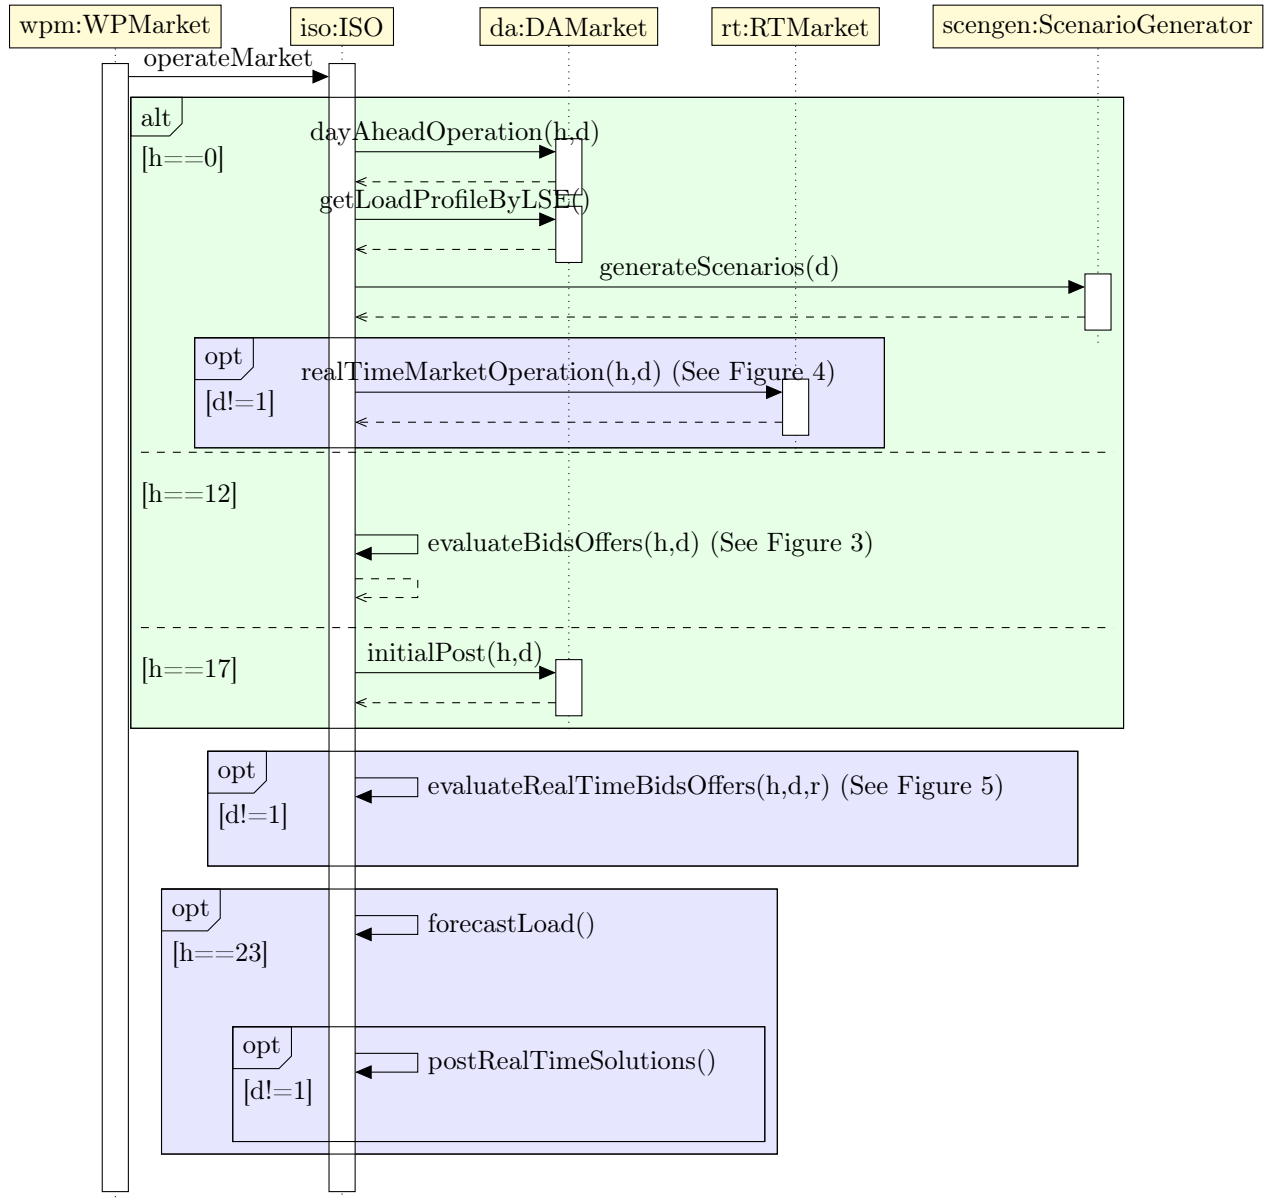 wpm:WPMarket
iso:ISO
da:DAMarket
rt:RTMarket
scengen:ScenarioGenerator
operateMarket
alt
dayAheadOperation(h,d)
[h==0]
getLoadProfileByLSE()
generateScenarios(d)
opt
realTimeMarketOperation(h,d) (See Figure 4)
[d!=1]
[h==12]
evaluateBidsOffers(h,d) (See Figure 3)
initialPost(h,d)
[h==17]
opt
evaluateRealTimeBidsOffers(h,d,r) (See Figure 5)
[d!=1]
opt
forecastLoad()
[h==23]
opt
postRealTimeSolutions()
[d!=1]